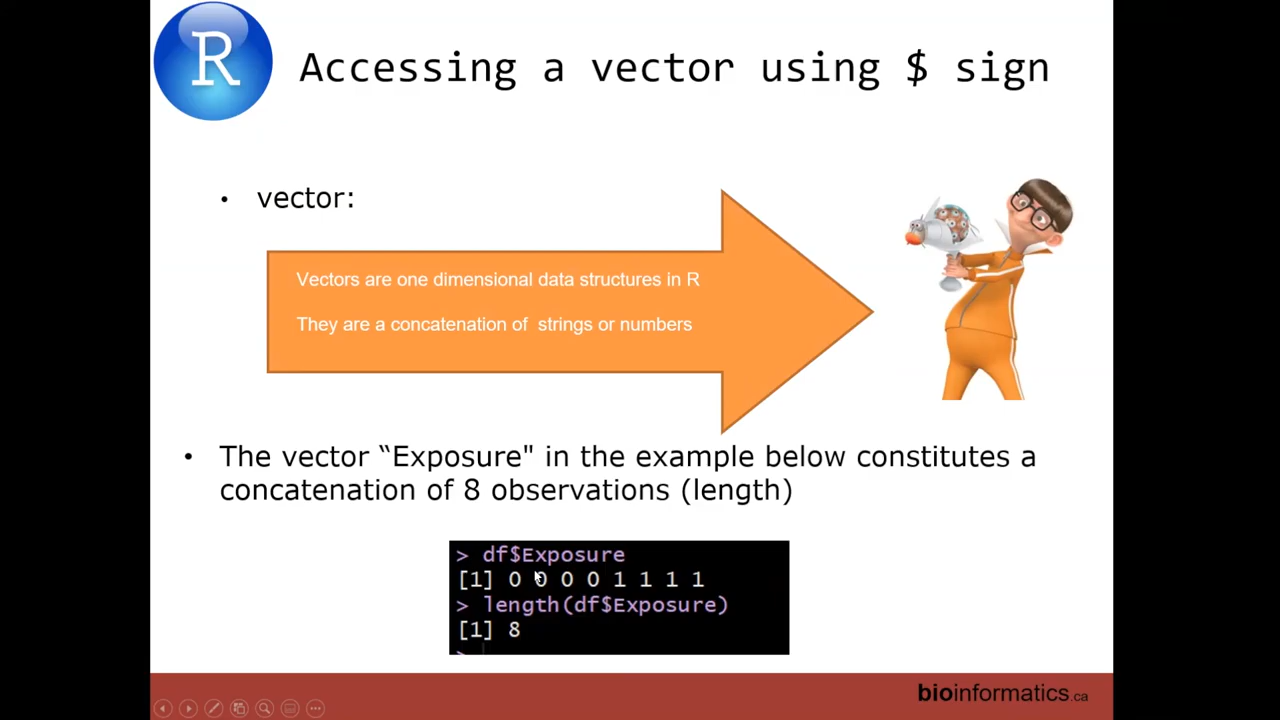 R
Accessing a vector using $ sign
• vector:
Vectors are one dimensional data structures in R
They are a concatenation of strings or numbers
• The vector “Exposure" in the example below constitutes a
concatenation of 8 observations (length)
> df$Exposure
[1] 0 0 0 0 1 1 1 1
> length(df$Exposure)
[1] 8
>
bioinformatics.ca